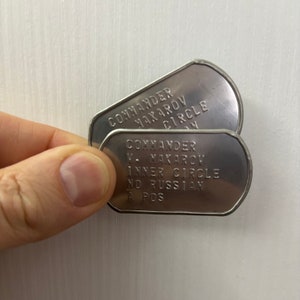 COMMANDER
MAKAROV
CIRCLE
COMMANDER
V. MAKAROV
INNER CIRCLE
NO RUSSIAN
POS